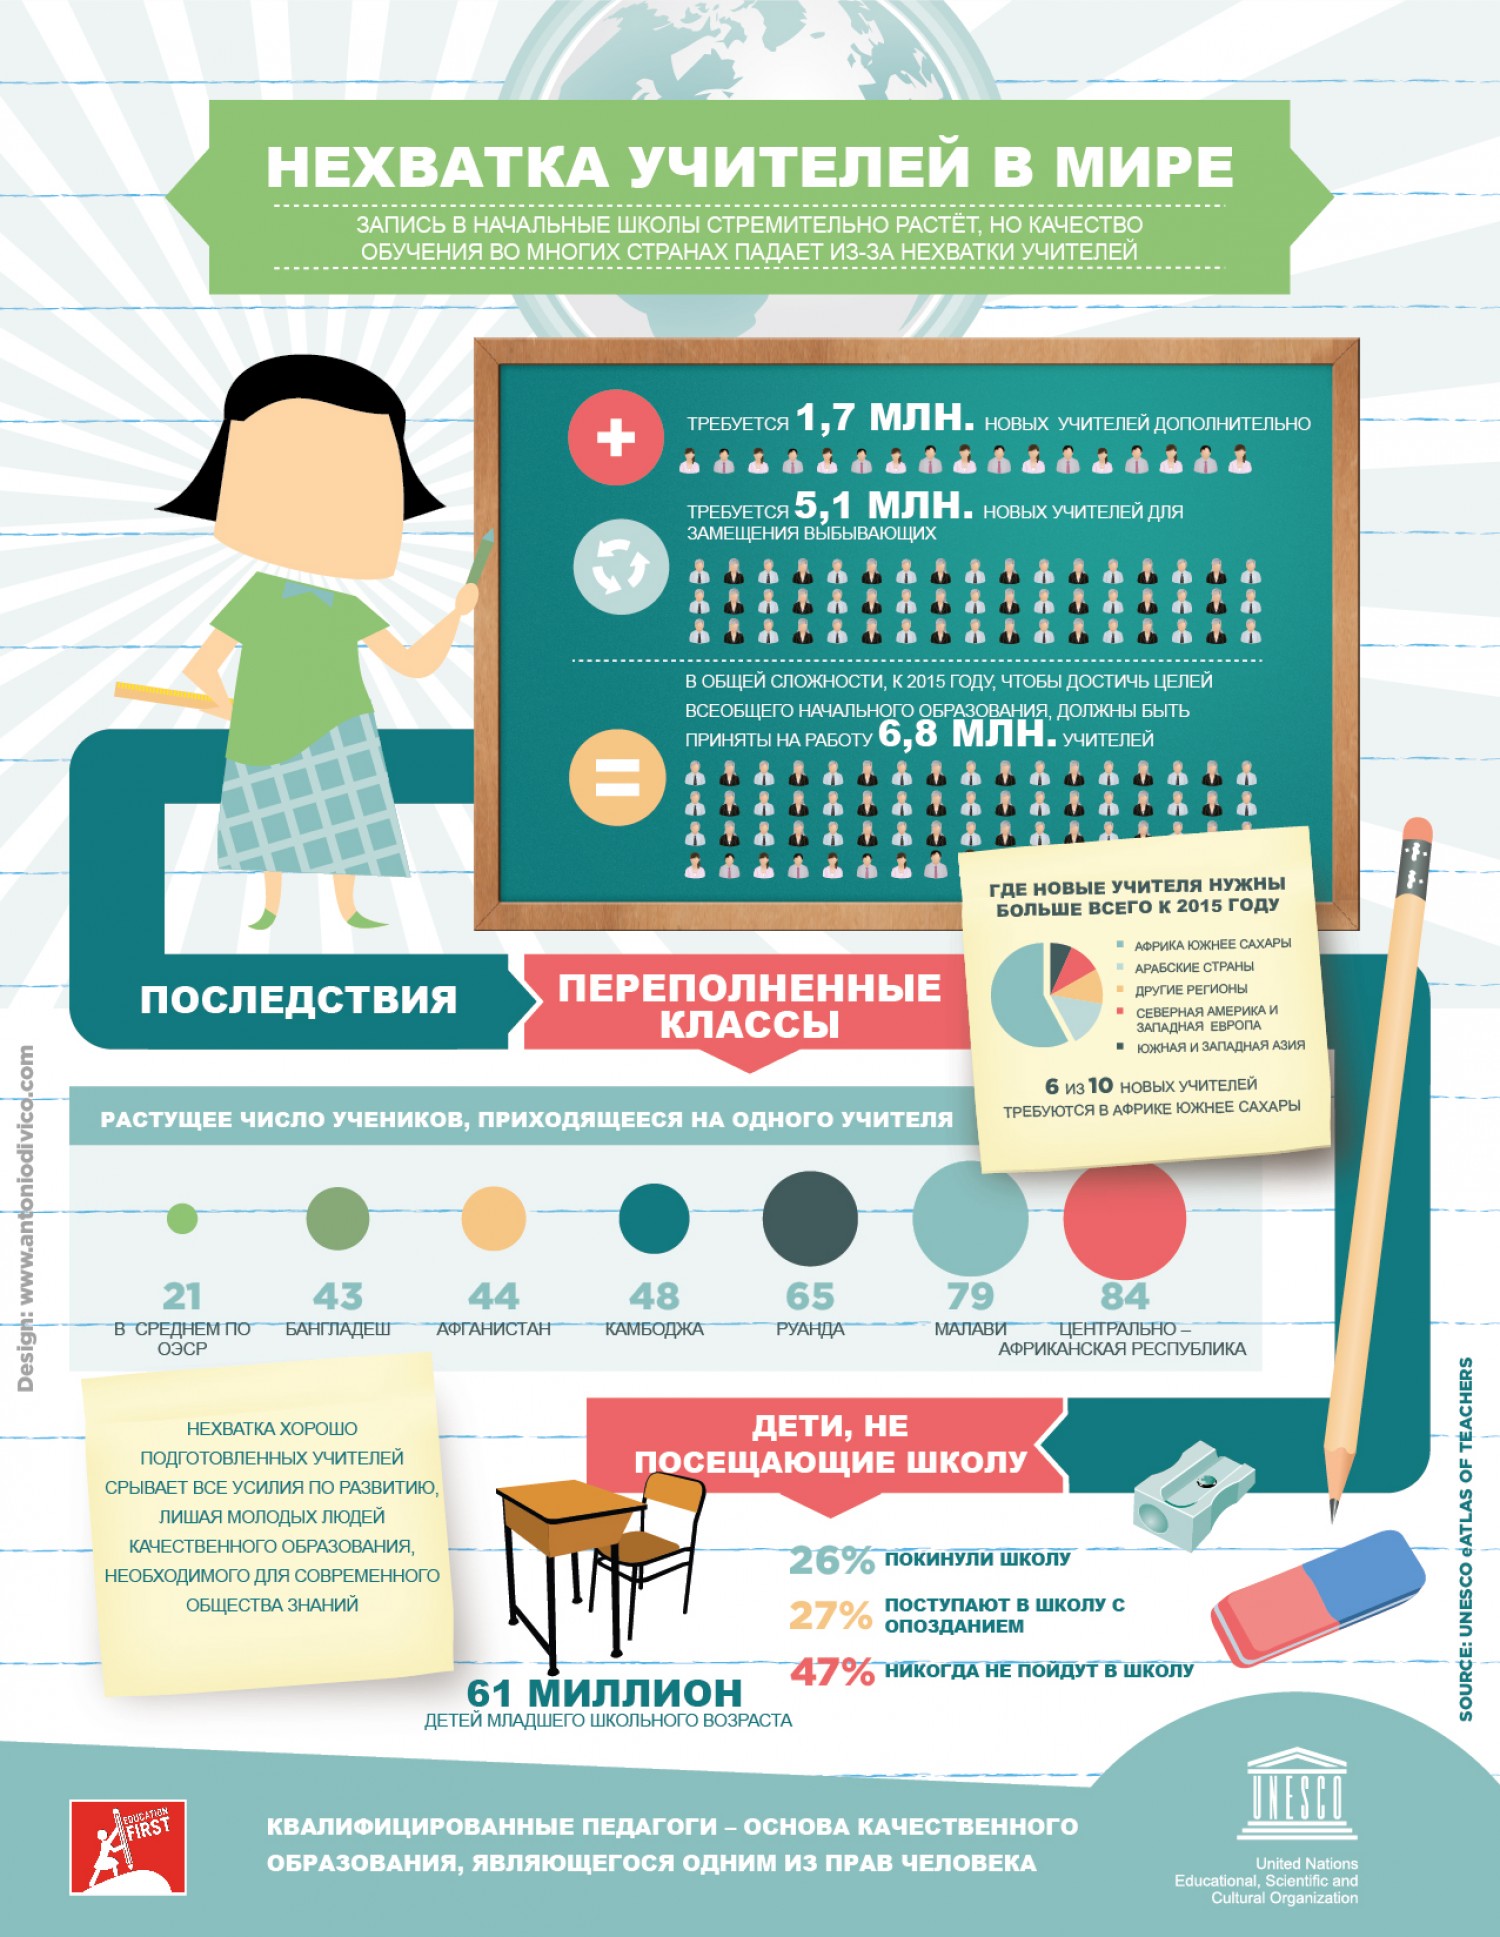 НЕХВАТКА УЧИТЕЛЕЙ В МИРЕ
ЗАПИСЬ В НАЧАЛЬНЫЕ ШКОЛЫ СТРЕМИТЕЛЬНО РАСТЁТ, НО КАЧЕСТВО
ОБУЧЕНИЯ ВО МНОГИХ СТРАНАХ ПАДАЕТ ИЗ-ЗА НЕХВАТКИ УЧИТЕЛЕЙ
ТРЕБУЕТСЯ 1,7 МЛН. НОВЫХ УЧИТЕЛЕЙ ДОПОЛНИТЕЛЬНО
ТРЕБУЕТСЯ 5,1 МЛН. НОВЫХ УЧИТЕЛЕЙ ДЛЯ
ЗАМЕЩЕНИЯ ВЫБЫВАЮЩИХ
В ОБЩЕЙ СЛОЖНОСТИ, К 2015 ГОДУ, ЧТОБЫ ДОСТИЧЬ ЦЕЛЕЙ
ВСЕОБЩЕГО НАЧАЛЬНОГО ОБРАЗОВАНИЯ, ДОЛЖНЫ БЫТЬ
ПРИНЯТЫ НА РАБОТУ 6,8 МЛН. УЧИТЕЛЕЙ
ГДЕ НОВЫЕ УЧИТЕЛЯ НУЖНЫ
БОЛЬШЕ ВСЕГО К 2015 ГОДУ
АФРИКА ЮЖНЕЕ САХАРЫ
АРАБСКИЕ СТРАНЫ
ДРУГИЕ РЕГИОНЫ
СЕВЕРНАЯ АМЕРИКА И
ЗАПАДНАЯ ЕВРОПА
ЮЖНАЯ И ЗАПАДНАЯ АЗИЯ
6 ИЗ 10 НОВЫХ УЧИТЕЛЕЙ
ТРЕБУЮТСЯ В АФРИКЕ ЮЖНЕЕ САХАРЫ
ПОСЛЕДСТВИЯ
ПЕРЕПОЛНЕННЫЕ
КЛАССЫ
РАСТУЩЕЕ ЧИСЛО УЧЕНИКОВ, ПРИХОДЯЩЕЕСЯ НА ОДНОГО УЧИТЕЛЯ
21
В СРЕДНЕМ ПО
ОЭСР
43
БАНГЛАДЕШ
44
АФГАНИСТАН
48
КАМБОДЖА
65
РУАНДА
79
МАЛАВИ
84
ЦЕНТРАЛЬНО –
АФРИКАНСКАЯ РЕСПУБЛИКА
НЕХВАТКА ХОРОШО
ПОДГОТОВЛЕННЫХ УЧИТЕЛЕЙ
СРЫВАЕТ ВСЕ УСИЛИЯ ПО РАЗВИТИЮ,
ЛИШАЯ МОЛОДЫХ ЛЮДЕЙ
КАЧЕСТВЕННОГО ОБРАЗОВАНИЯ,
НЕОБХОДИМОГО ДЛЯ СОВРЕМЕННОГО
ОБЩЕСТВА ЗНАНИЙ
ДЕТИ, НЕ
ПОСЕЩАЮЩИЕ ШКОЛУ
26% ПОКИНУЛИ ШКОЛУ
27% ПОСТУПАЮТ В ШКОЛУ С
ОПОЗДАНИЕМ
47% НИКОГДА НЕ ПОЙДУТ В ШКОЛУ
61 МИЛЛИОН
ДЕТЕЙ МЛАДШЕГО ШКОЛЬНОГО ВОЗРАСТА
Design: www.antoniodivico.com
SOURCE: UNESCO eATLAS OF TEACHERS
EDUCATION
FIRST
КВАЛИФИЦИРОВАННЫЕ ПЕДАГОГИ – ОСНОВА КАЧЕСТВЕННОГО
ОБРАЗОВАНИЯ, ЯВЛЯЮЩЕГОСЯ ОДНИМ ИЗ ПРАВ ЧЕЛОВЕКА
UNESCO
United Nations
Educational, Scientific and
Cultural Organization